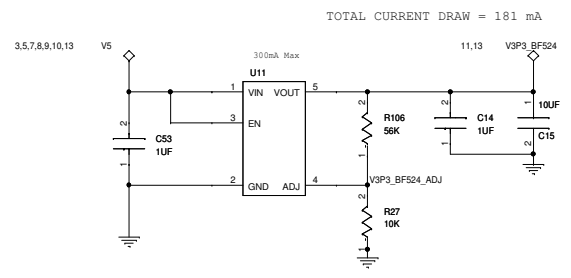 TOTAL CURRENT DRAW = 181 mA
3,5,7,8,9,10,13 V5
11,13 V3P3_BF524
300mA Max
U11
1 VIN VOUT 5
3 EN
2 GND ADJ 4
2
C53
1UF
1
2
R106
56K
1
2
C14
1UF
1
1
10UF
C15
2
V3P3_BF524_ADJ
2
R27
10K
1